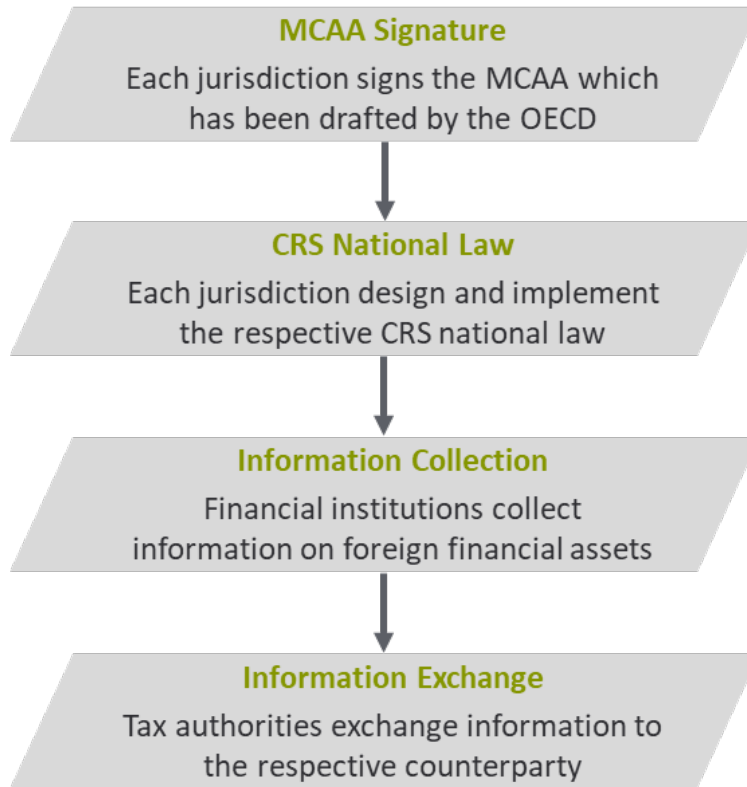 MCAA Signature
Each jurisdiction signs the MCAA which
has been drafted by the OECD
CRS National Law
Each jurisdiction design and implement
the respective CRS national law
Information Collection
Financial institutions collect
information on foreign financial assets
Information Exchange
Tax authorities exchange information to
the respective counterparty